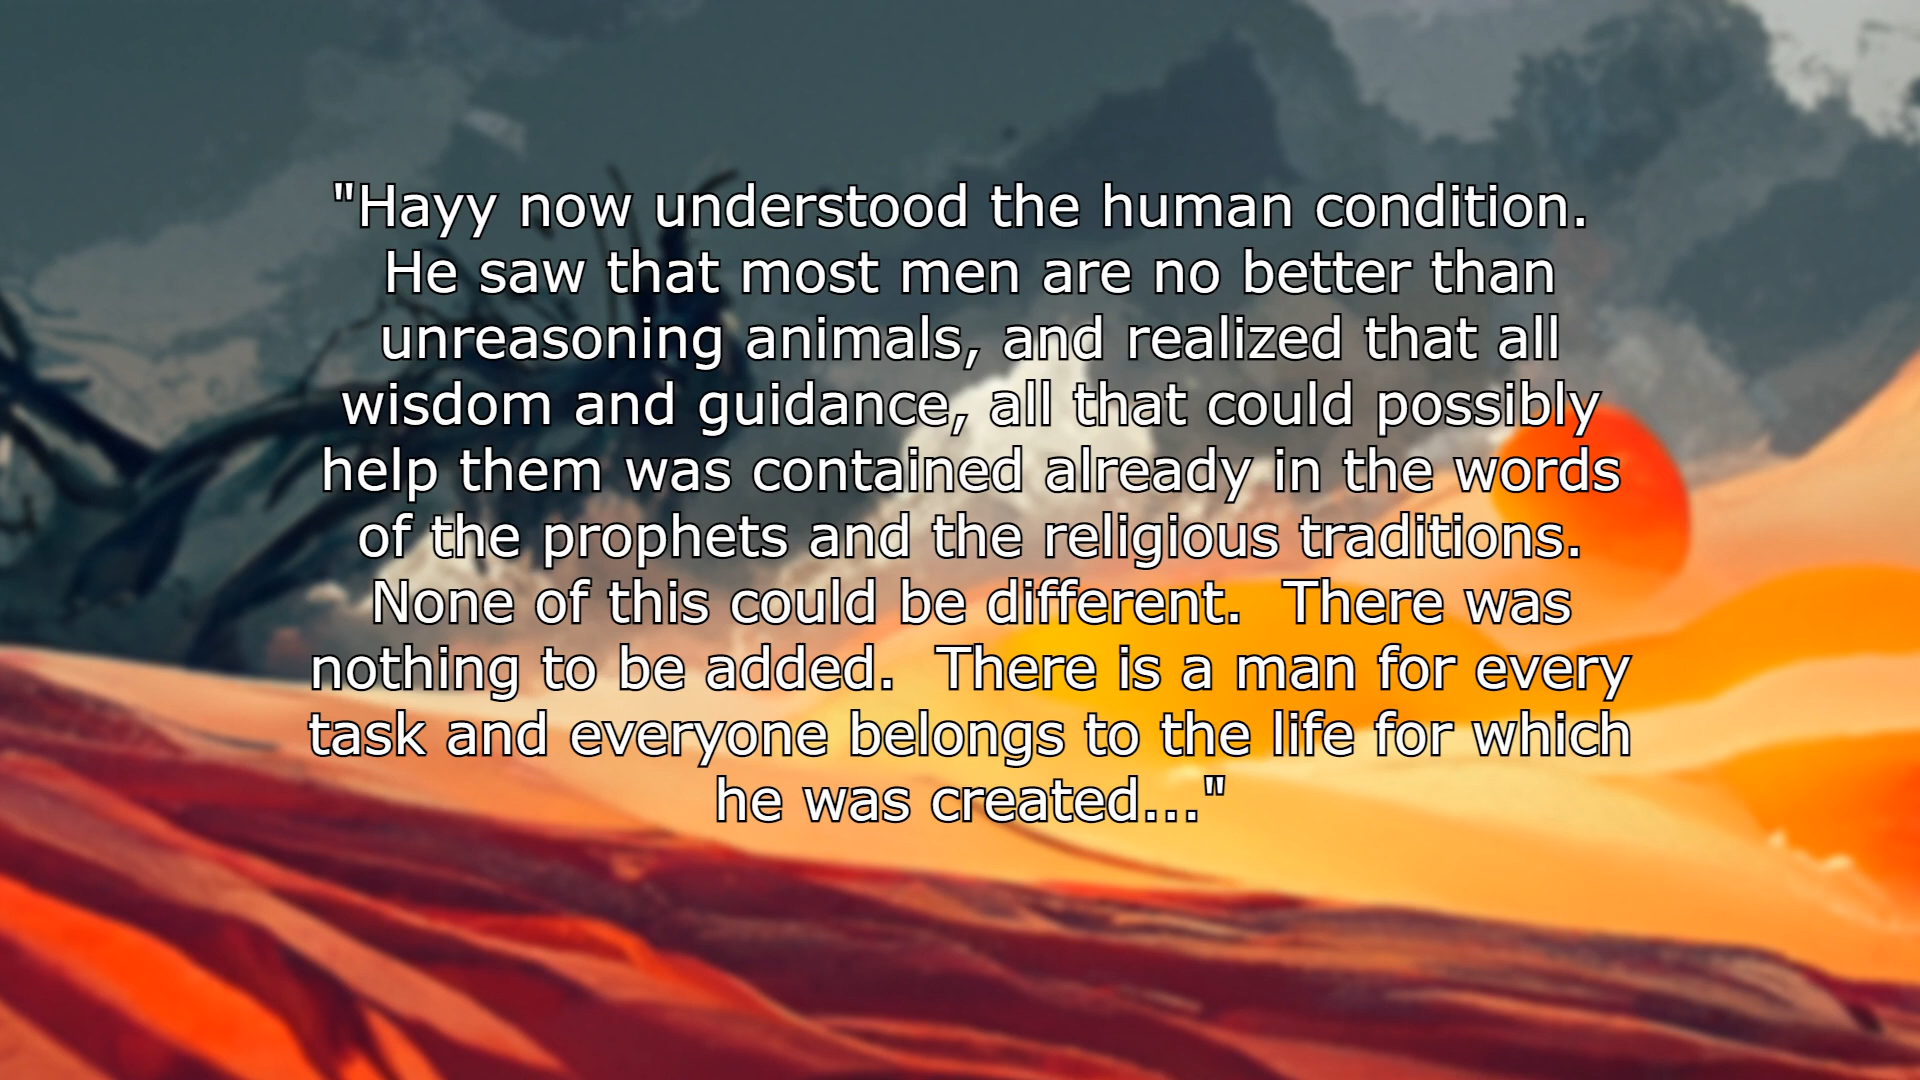 "Hayy now understood the human condition.
He saw that most men are no better than
unreasoning animals, and realized that all
wisdom and guidance, all that could possibly
help them was contained already in the words
of the prophets and the religious traditions.
None of this could be different.  There was
nothing to be added.  There is a man for every
task and everyone belongs to the life for which
he was created..."